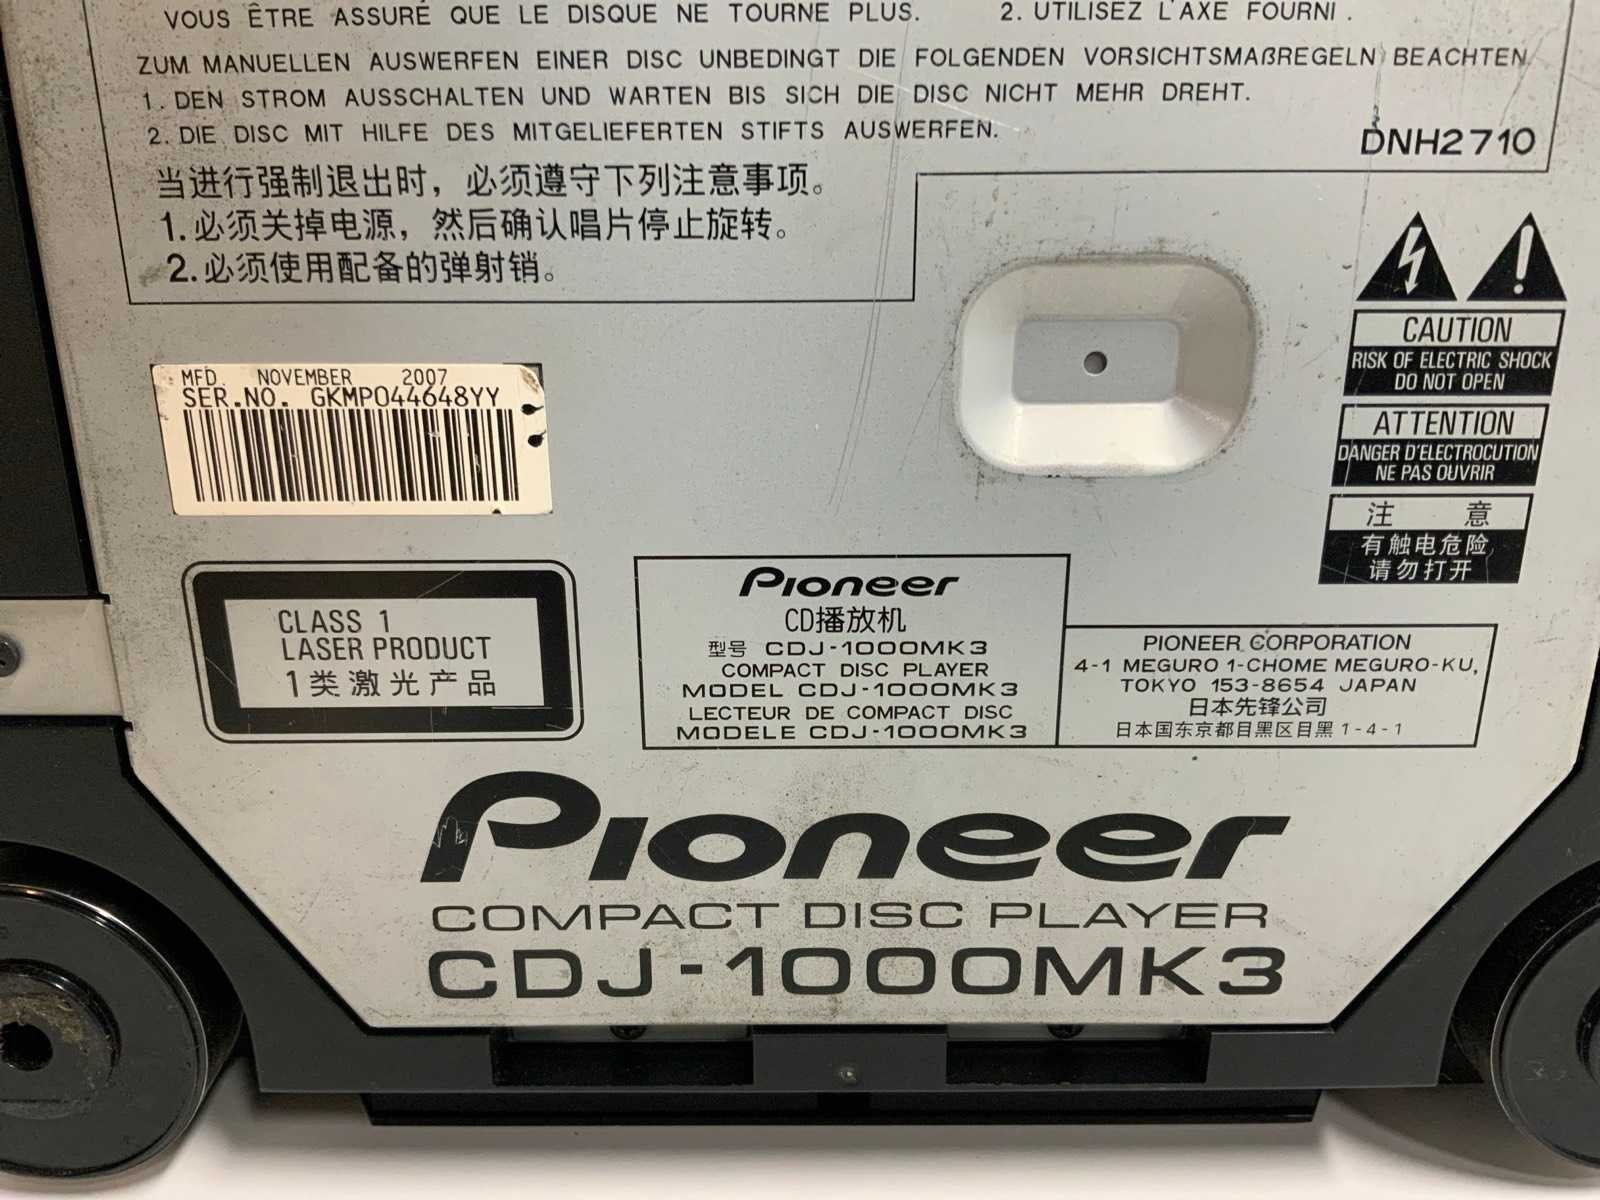 VOUS ÊTRE ASSURÉ QUE LE DISQUE NE TOURNE PLUS. 2. UTILISEZ L'AXE FOURNI.
ZUM MANUELLEN AUSWERFEN EINER DISC UNBEDINGT DIE FOLGENDEN VORSICHTSMAßREGELN BEACHTEN.
1. DEN STROM AUSSCHALTEN UND WARTEN BIS SICH DIE DISC NICHT MEHR DREHT.
2. DIE DISC MIT HILFE DES MITGELIEFERTEN STIFTS AUSWERFEN.
DNH2710
当进行强制退出时，必须遵守下列注意事项。
1.必须关掉电源，然后确认唱片停止旋转。
2.必须使用配备的弹射销。
CAUTION
RISK OF ELECTRIC SHOCK
DO NOT OPEN
ATTENTION
DANGER D'ELECTROCUTION
NE PAS OUVRIR
注 意
有触电危险
请勿打开
MFD. NOVEMBER 2007
SER.NO. GKMP044648YY
CLASS 1
LASER PRODUCT
1类激光产品
Pioneer
CD播放机
型号 CDJ-1000MK3
COMPACT DISC PLAYER
MODEL CDJ-1000MK3
LECTEUR DE COMPACT DISC
MODELE CDJ-1000MK3
PIONEER CORPORATION
4-1 MEGURO 1-CHOME MEGURO-KU,
TOKYO 153-8654 JAPAN
日本先锋公司
日本国东京都目黑区目黑1-4-1
Pioneer
COMPACT DISC PLAYER
CDJ-1000MK3